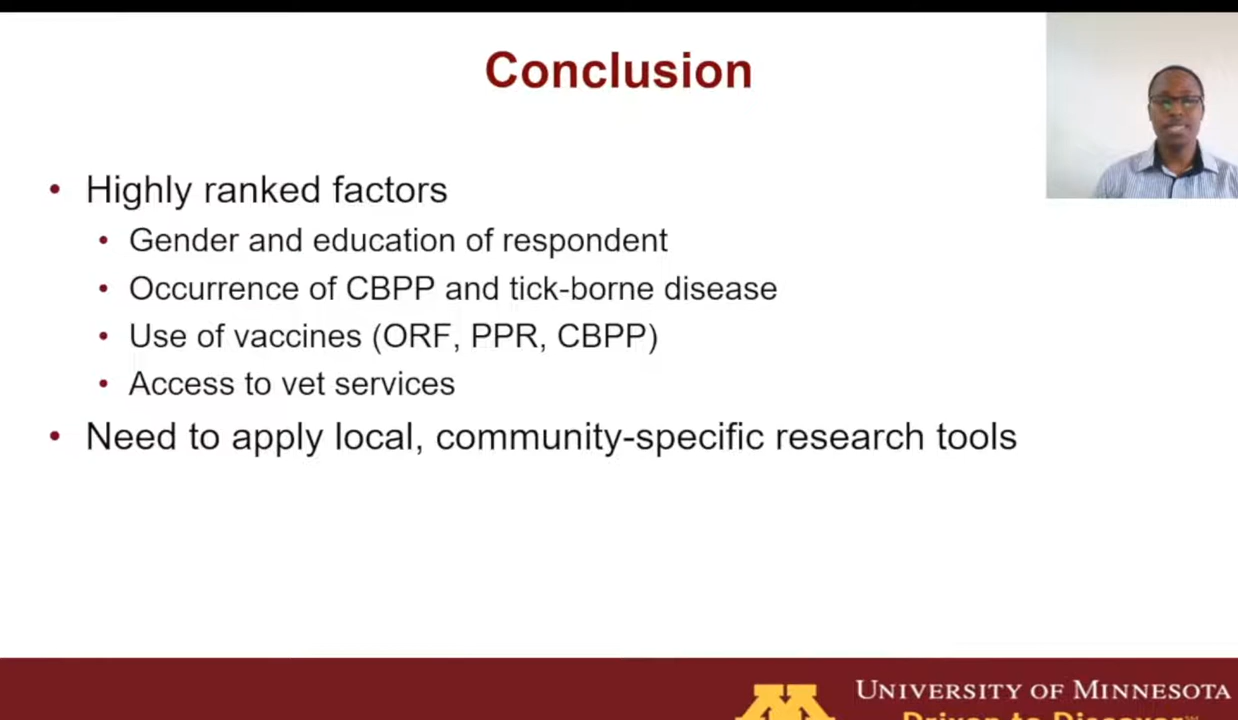 Conclusion
• Highly ranked factors
• Gender and education of respondent
• Occurrence of CBPP and tick-borne disease
• Use of vaccines (ORF, PPR, CBPP)
• Access to vet services
• Need to apply local, community-specific research tools
UNIVERSITY OF MINNESOTA
Driven to Discover℠